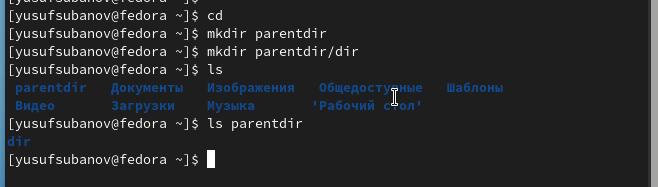 [yusufsubanov@fedora ~]$ cd
[yusufsubanov@fedora ~]$ mkdir parentdir
[yusufsubanov@fedora ~]$ mkdir parentdir/dir
[yusufsubanov@fedora ~]$ ls
parentdir Документы Изображения Общедоступные Шаблоны
Видео Загрузки Музыка 'Рабочий стол'
[yusufsubanov@fedora ~]$ ls parentdir
dir
[yusufsubanov@fedora ~]$